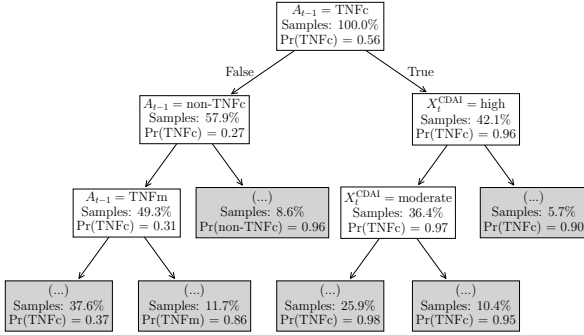 A_{t−1} = TNFc
Samples: 100.0%
Pr(TNFc) = 0.56
False
True
A_{t−1} = non-TNFc
Samples: 57.9%
Pr(TNFc) = 0.27
X_t^{CDAI} = high
Samples: 42.1%
Pr(TNFc) = 0.96
A_{t−1} = TNFm
Samples: 49.3%
Pr(TNFc) = 0.31
(...)
Samples: 8.6%
Pr(non-TNFc) = 0.96
X_t^{CDAI} = moderate
Samples: 36.4%
Pr(TNFc) = 0.97
(...)
Samples: 5.7%
Pr(TNFc) = 0.90
(...)
Samples: 37.6%
Pr(TNFc) = 0.37
(...)
Samples: 11.7%
Pr(TNFm) = 0.86
(...)
Samples: 25.9%
Pr(TNFc) = 0.98
(...)
Samples: 10.4%
Pr(TNFc) = 0.95